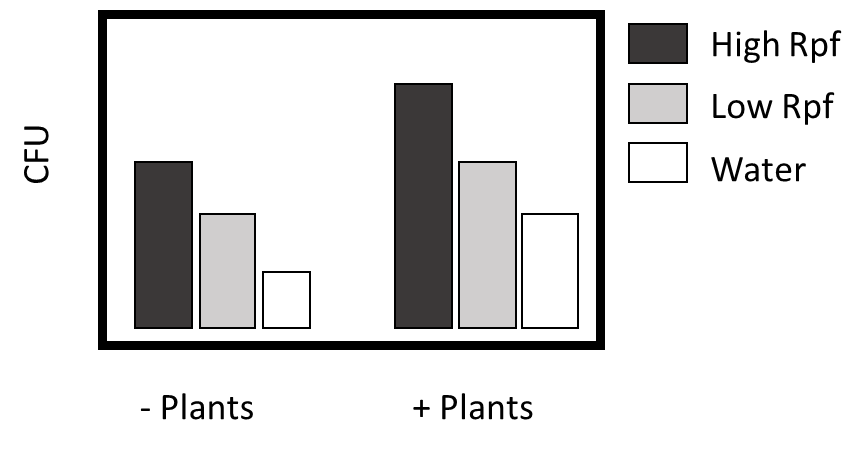 CFU
High Rpf
Low Rpf
Water
- Plants
+ Plants